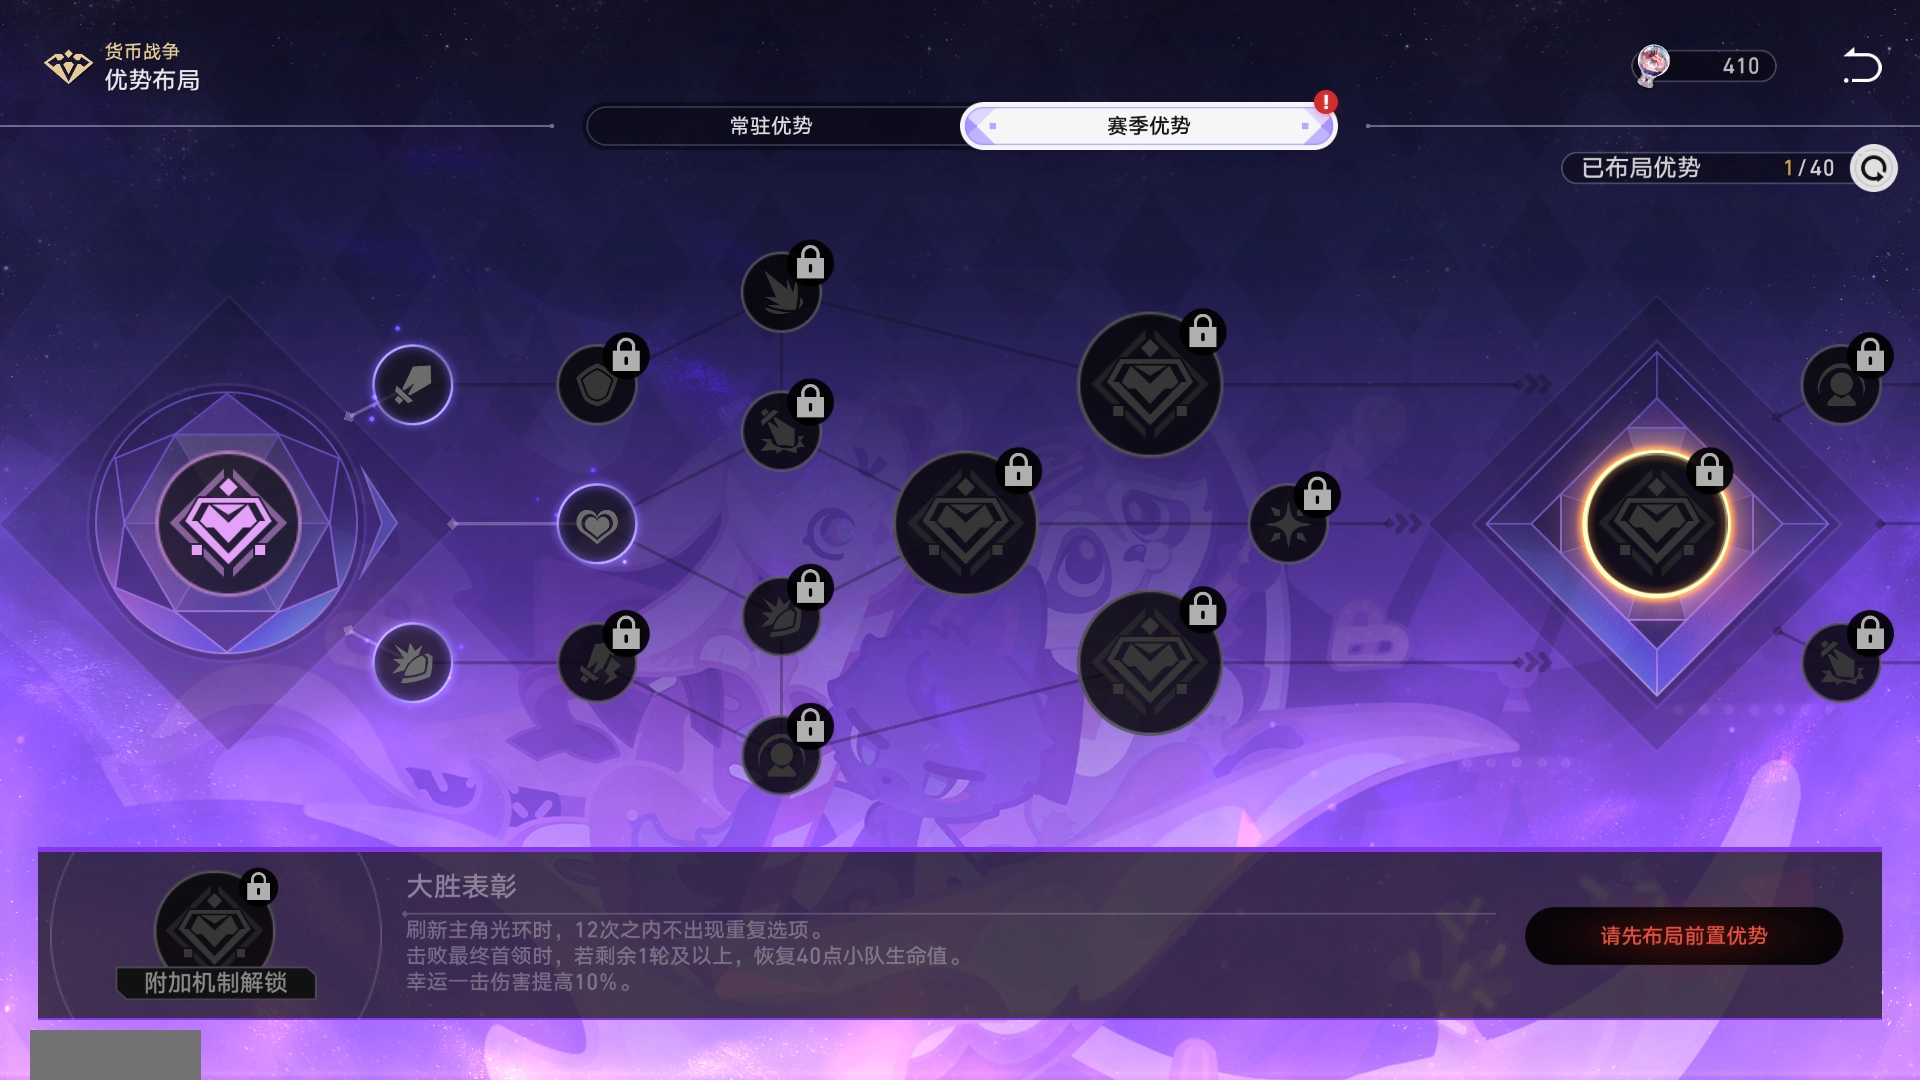 货币战争
优势布局
410
常驻优势
赛季优势
已布局优势 1/40
大胜表彰
刷新主角光环时，12次之内不出现重复选项。
击败最终首领时，若剩余1轮及以上，恢复40点小队生命值。
幸运一击伤害提高10%。
附加机制解锁
请先布局前置优势